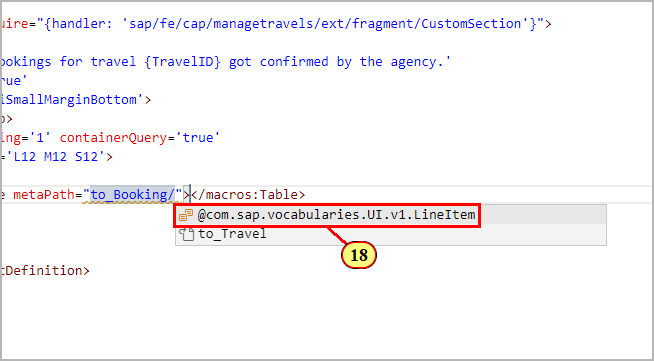 uire="{handler: 'sap/fe/cap/managetravels/ext/fragment/CustomSection'}">
ookings for travel {TravelID} got confirmed by the agency.'
rue'
iSmallMarginBottom'>
o>
ing='1' containerQuery='true'
='L12 M12 S12'>
e metaPath="to_Booking/"></macros:Table>
@com.sap.vocabularies.UI.v1.LineItem
to_Travel
18
tDefinition>